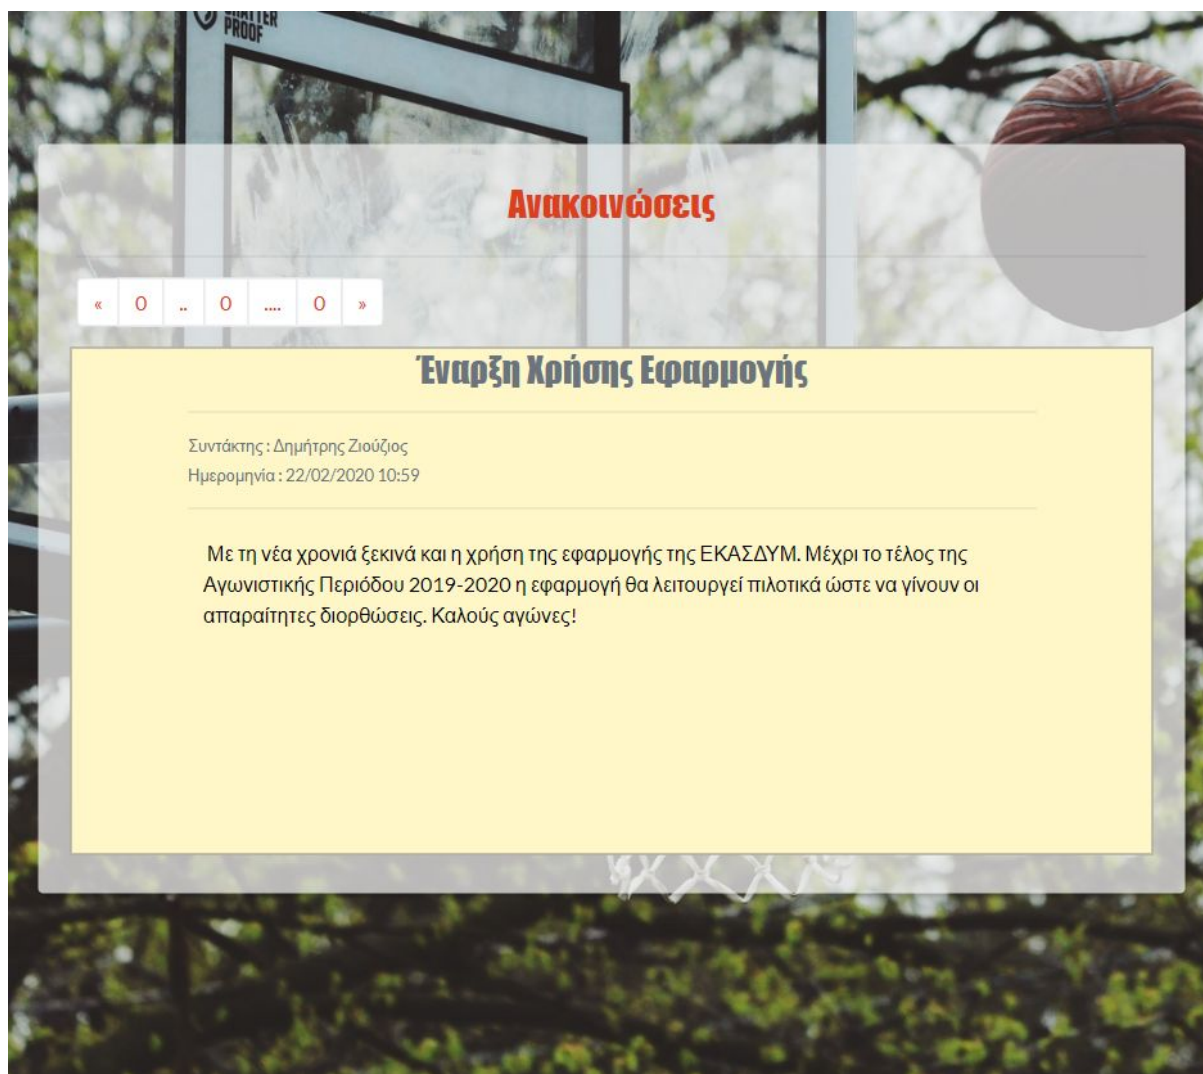 PROOF
Ανακοινώσεις
« 0 .. 0 .... 0 »
Έναρξη Χρήσης Εφαρμογής
Συντάκτης : Δημήτρης Ζιούζιος
Ημερομηνία : 22/02/2020 10:59
Με τη νέα χρονιά ξεκινά και η χρήση της εφαρμογής της ΕΚΑΣΔΥΜ. Μέχρι το τέλος της
Αγωνιστικής Περιόδου 2019-2020 η εφαρμογή θα λειτουργεί πιλοτικά ώστε να γίνουν οι
απαραίτητες διορθώσεις. Καλούς αγώνες!